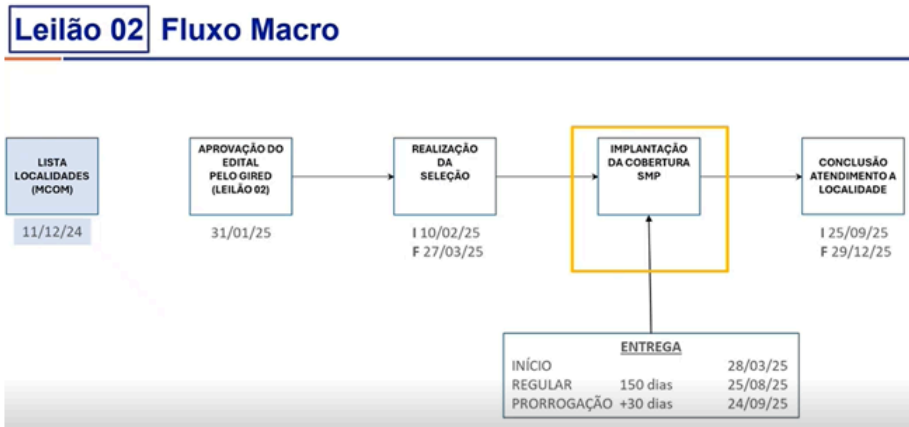 Leilão 02 Fluxo Macro
LISTA
LOCALIDADES
(MCOM)
11/12/24
APROVAÇÃO DO
EDITAL
PELO GIRED
(LEILÃO 02)
31/01/25
REALIZAÇÃO
DA
SELEÇÃO
I 10/02/25
F 27/03/25
IMPLANTAÇÃO
DA COBERTURA
SMP
CONCLUSÃO
ATENDIMENTO A
LOCALIDADE
I 25/09/25
F 29/12/25
ENTREGA
INÍCIO 28/03/25
REGULAR 150 dias 25/08/25
PRORROGAÇÃO +30 dias 24/09/25